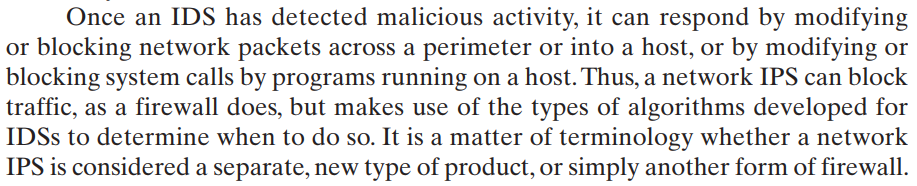 Once an IDS has detected malicious activity, it can respond by modifying
or blocking network packets across a perimeter or into a host, or by modifying or
blocking system calls by programs running on a host. Thus, a network IPS can block
traffic, as a firewall does, but makes use of the types of algorithms developed for
IDSs to determine when to do so. It is a matter of terminology whether a network
IPS is considered a separate, new type of product, or simply another form of firewall.